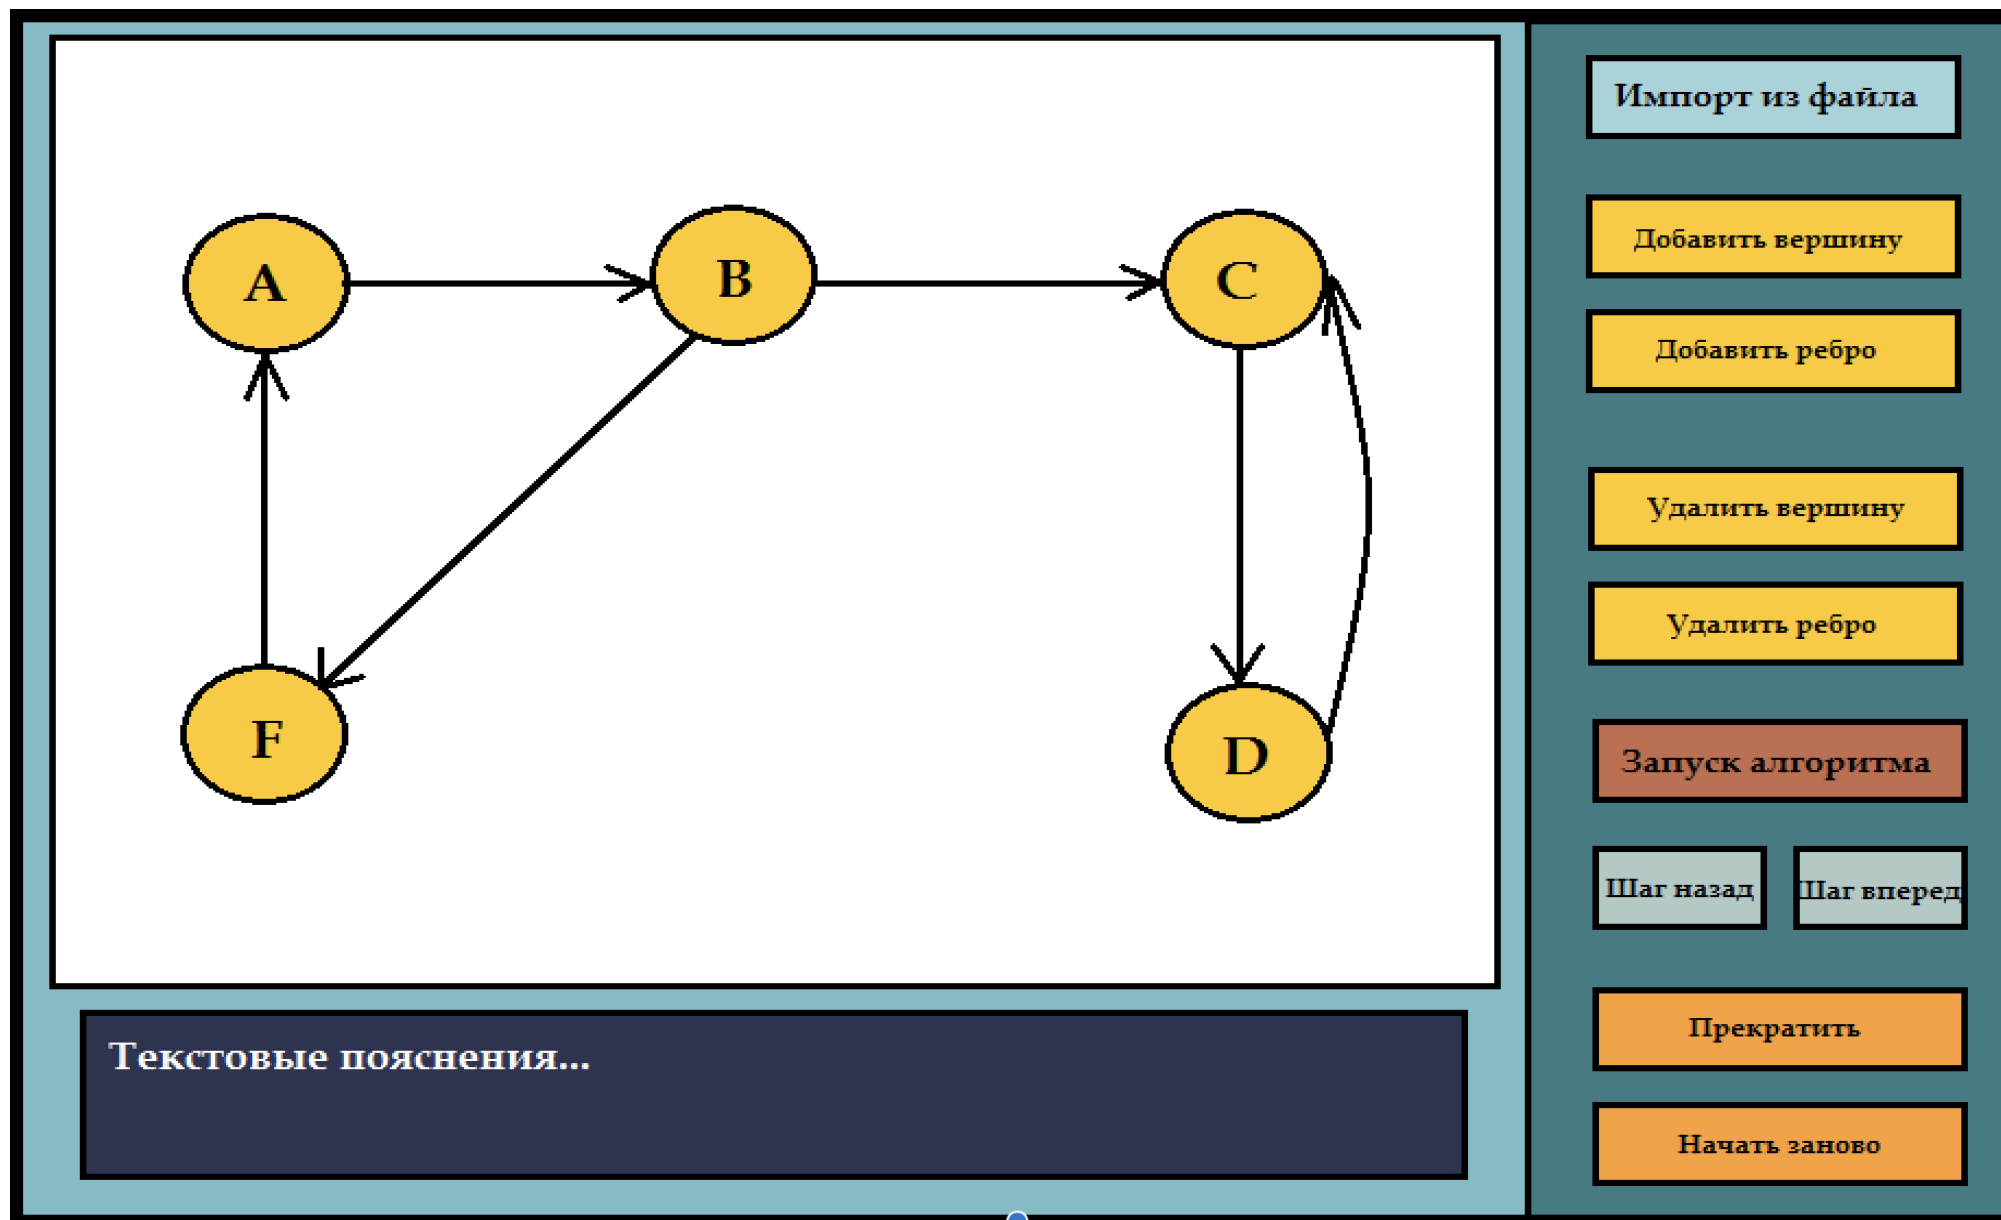 A
B
C
F
D
Текстовые пояснения...
Импорт из файла
Добавить вершину
Добавить ребро
Удалить вершину
Удалить ребро
Запуск алгоритма
Шаг назад
Шаг вперед
Прекратить
Начать заново